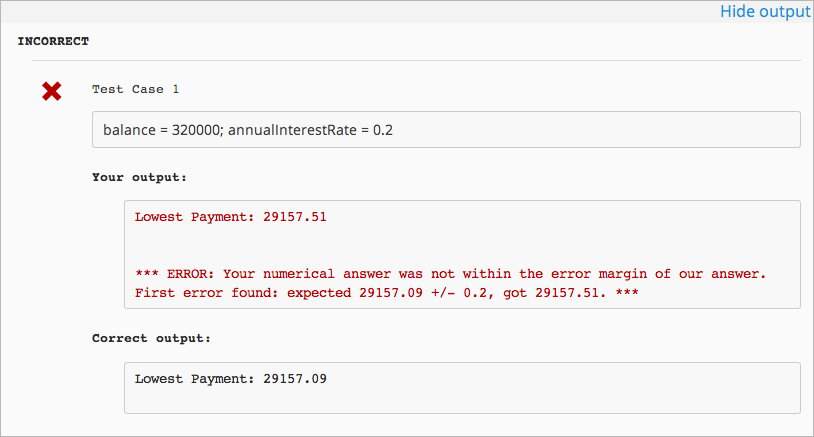 Hide output
INCORRECT
Test Case 1
balance = 320000; annualInterestRate = 0.2
Your output:
Lowest Payment: 29157.51
*** ERROR: Your numerical answer was not within the error margin of our answer.
First error found: expected 29157.09 +/- 0.2, got 29157.51. ***
Correct output:
Lowest Payment: 29157.09